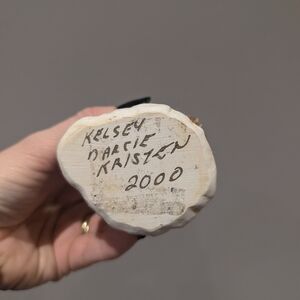 KELSEY
DARCIE
KRISTEN
2000